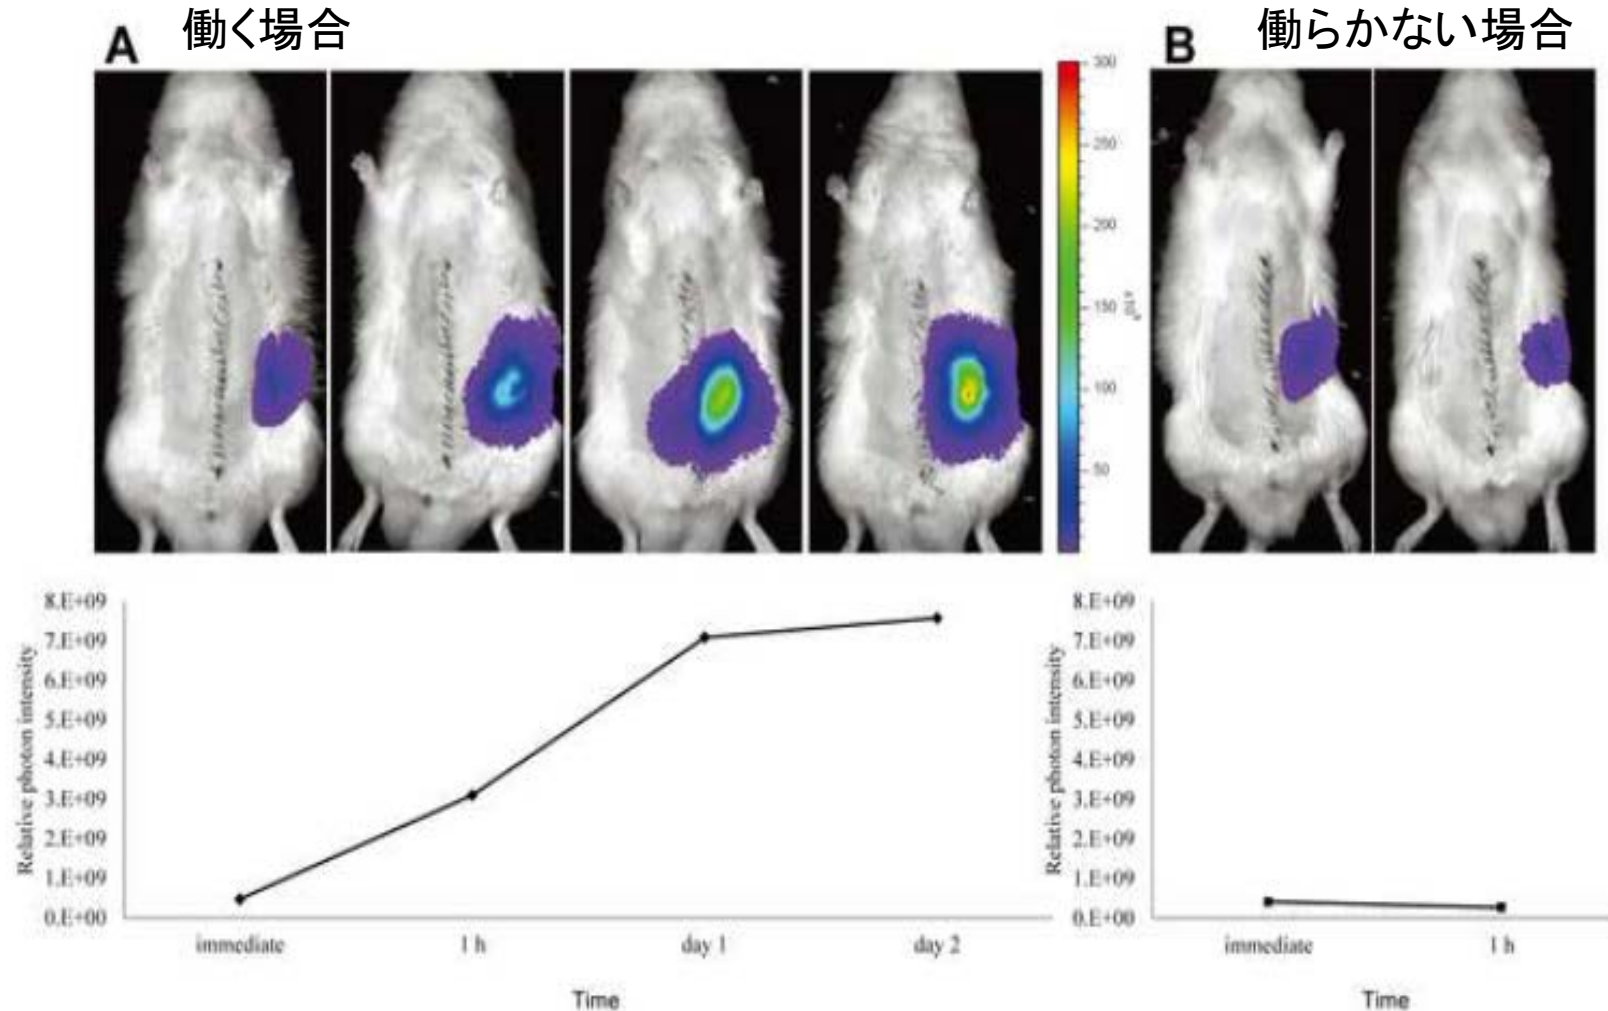 A 働く場合
B 働らかない場合
300
250
200
150
100
50
8.E+09
7.E+09
6.E+09
5.E+09
4.E+09
3.E+09
2.E+09
1.E+09
0.E+00
Relative photon intensity
immediate 1 h day 1 day 2
Time
8.E+09
7.E+09
6.E+09
5.E+09
4.E+09
3.E+09
2.E+09
1.E+09
0.E+00
Relative photon intensity
immediate 1 h
Time